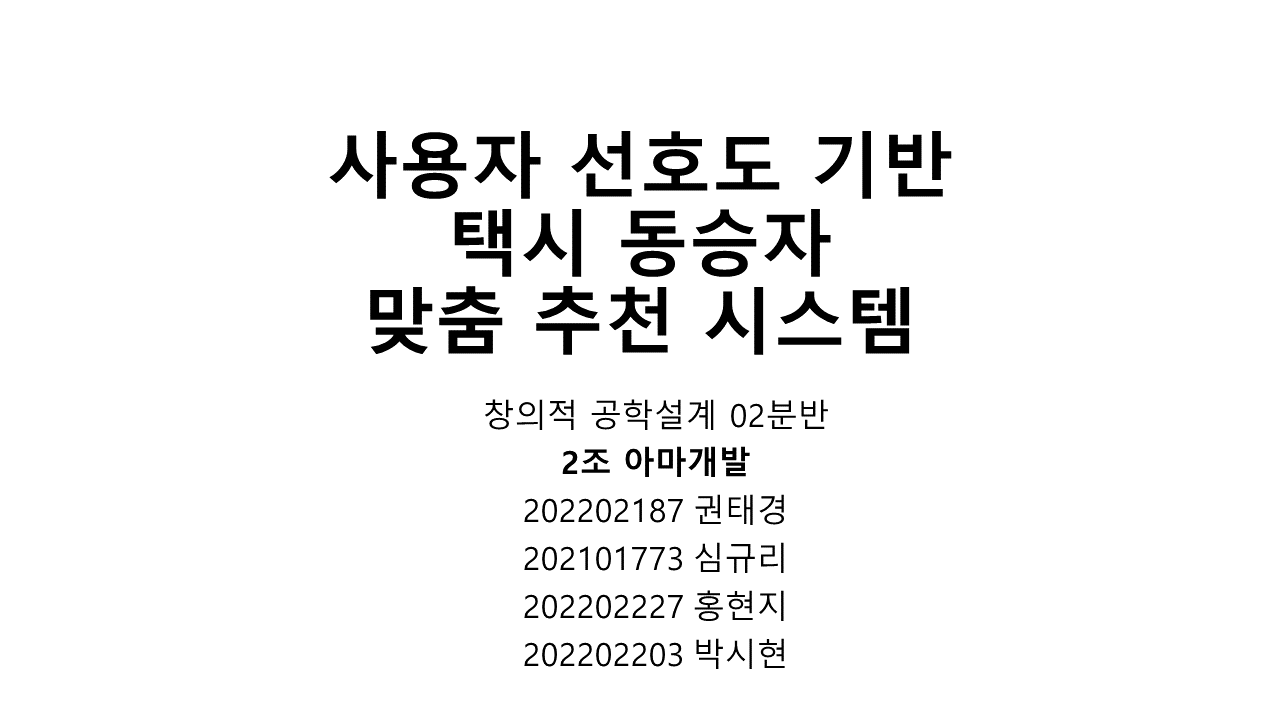 사용자 선호도 기반
택시 동승자
맞춤 추천 시스템
창의적 공학설계 02분반
2조 아마개발
202202187 권태경
202101773 심규리
202202227 홍현지
202202203 박시현